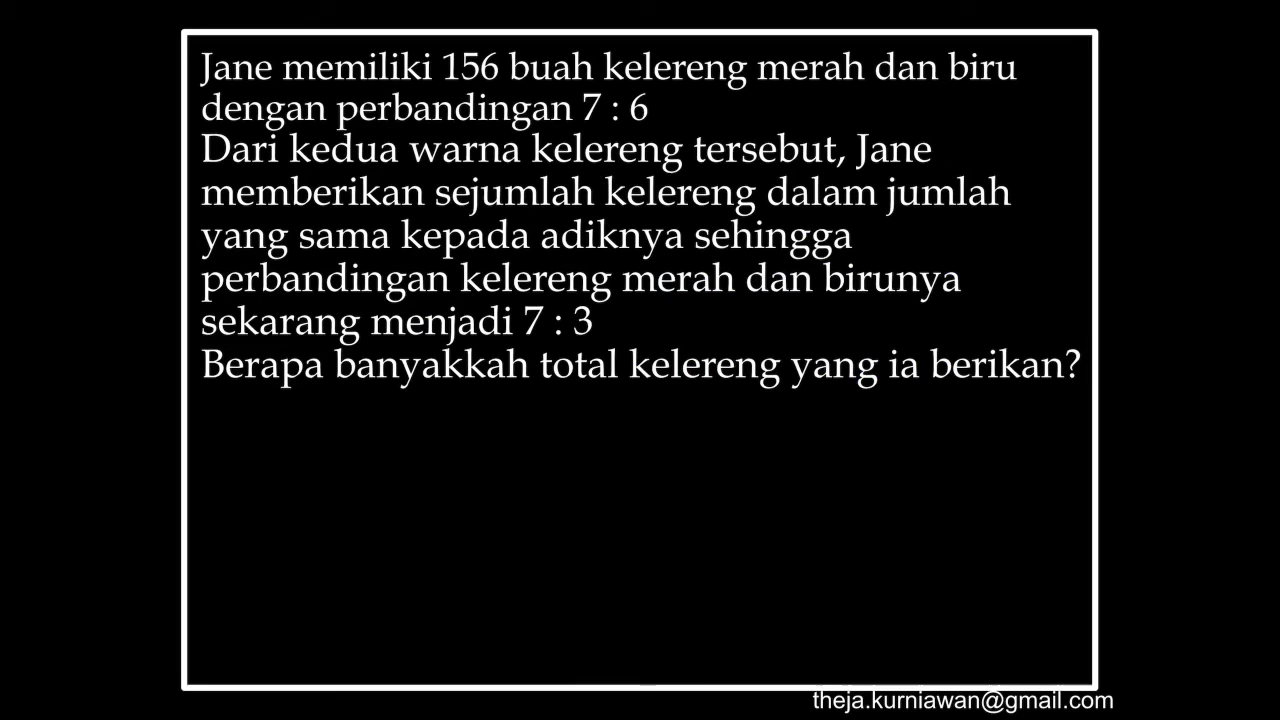 Jane memiliki 156 buah kelereng merah dan biru
dengan perbandingan 7 : 6
Dari kedua warna kelereng tersebut, Jane
memberikan sejumlah kelereng dalam jumlah
yang sama kepada adiknya sehingga
perbandingan kelereng merah dan birunya
sekarang menjadi 7 : 3
Berapa banyakkah total kelereng yang ia berikan?
theja.kurniawan@gmail.com